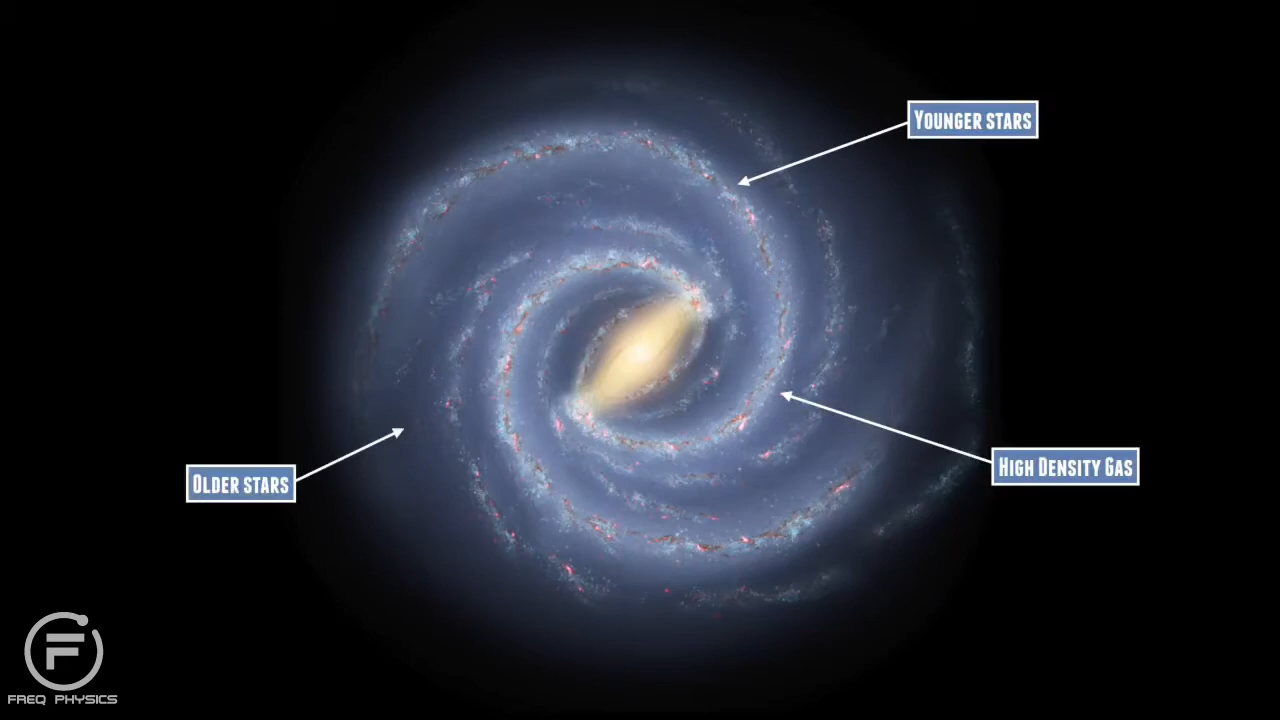 YOUNGER STARS
HIGH DENSITY GAS
OLDER STARS
F
FREQ PHYSICS